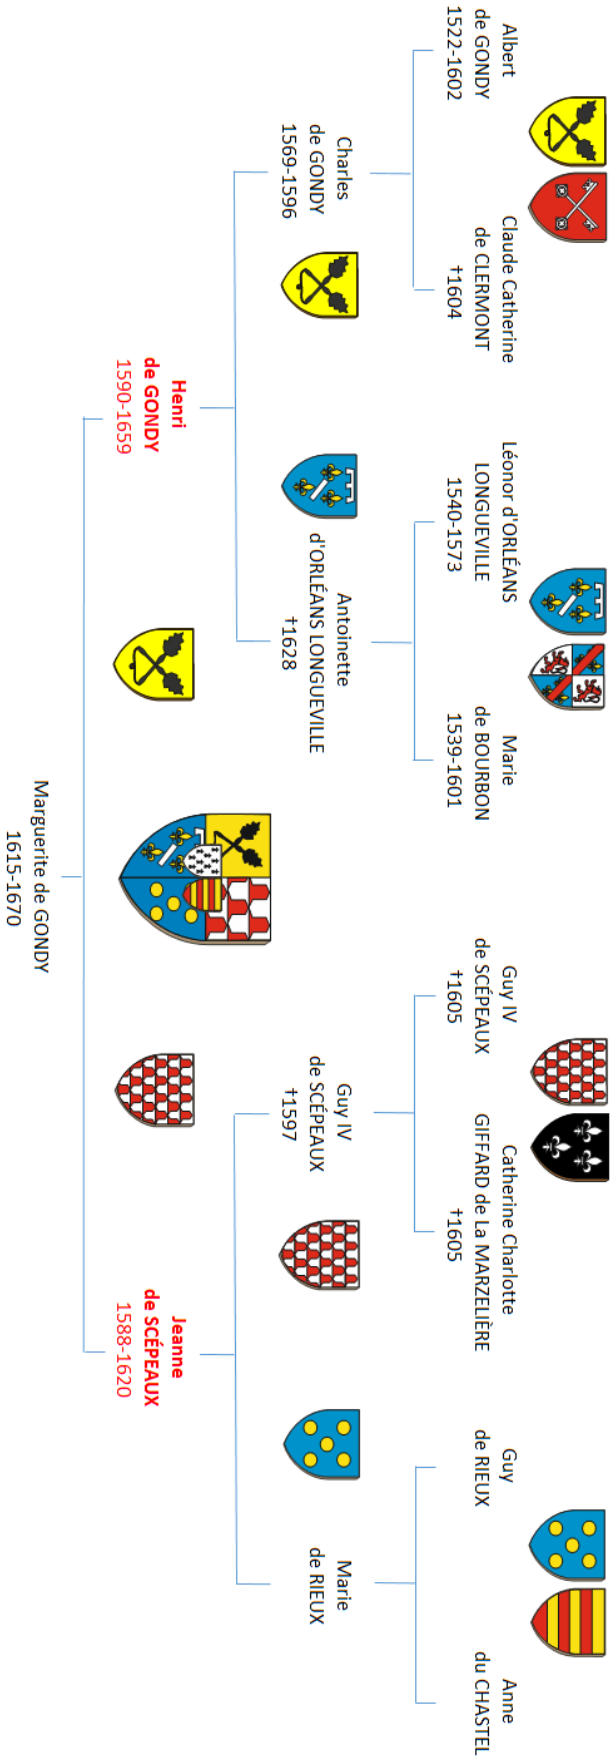 Albert
de GONDY
1522-1602
Claude Catherine
de CLERMONT
†1604
Léonor d'ORLÉANS
LONGUEVILLE
1540-1573
Marie
de BOURBON
1539-1601
Guy IV
de SCÉPEAUX
†1605
Catherine Charlotte
GIFFARD de La MARZELIÈRE
†1605
Guy
de RIEUX
Anne
du CHASTEL
Charles
de GONDY
1569-1596
Antoinette
d'ORLÉANS LONGUEVILLE
†1628
Guy IV
de SCÉPEAUX
†1597
Marie
de RIEUX
Henri
de GONDY
1590-1659
Jeanne
de SCÉPEAUX
1588-1620
Marguerite de GONDY
1615-1670